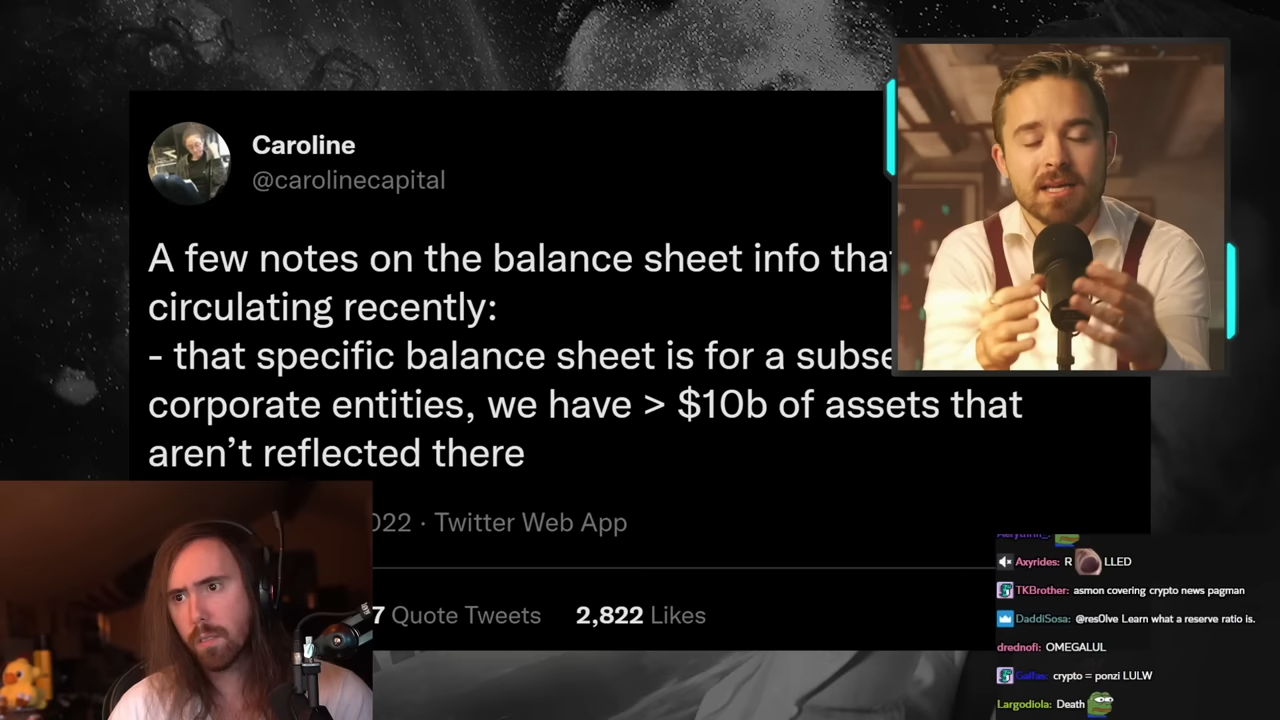 Caroline
@carolinecapital
A few notes on the balance sheet info that
circulating recently:
- that specific balance sheet is for a subse
corporate entities, we have > $10b of assets that
aren’t reflected there
022 · Twitter Web App
7 Quote Tweets 2,822 Likes
Axyrides: R LLED
TKBrother: asmon covering crypto news pagman
DaddiSosa: @res0lve Learn what a reserve ratio is.
drednofi: OMEGALUL
crypto = ponzi LULW
Largodiola: Death